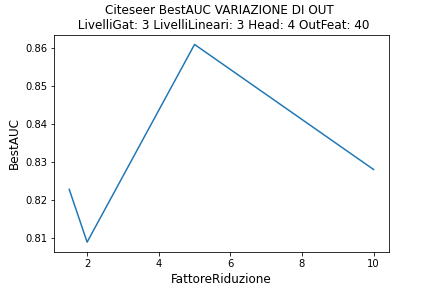 Citeseer BestAUC VARIAZIONE DI OUT
LivelliGat: 3 LivelliLineari: 3 Head: 4 OutFeat: 40
0.86
0.85
0.84
0.83
0.82
0.81
BestAUC
2
4
6
8
10
FattoreRiduzione